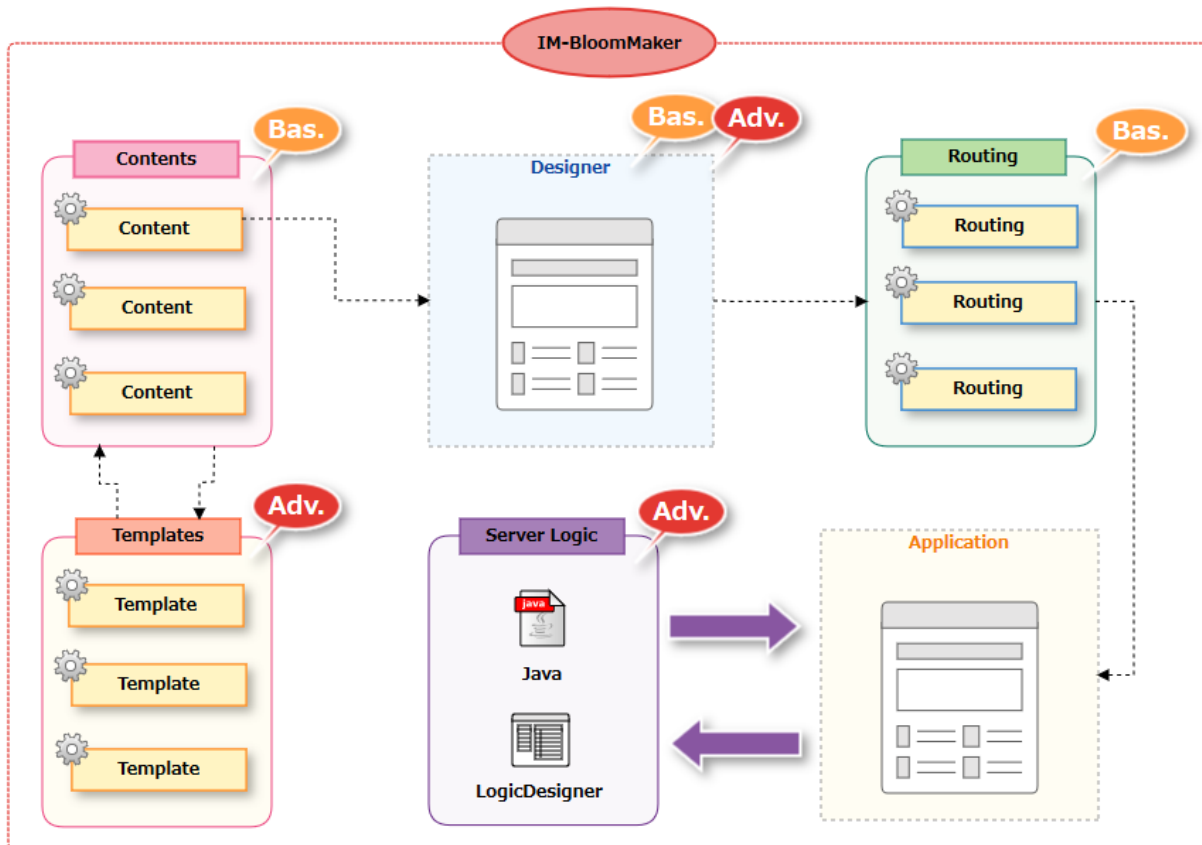 IM-BloomMaker
Bas.
Contents
Content
Content
Content
Bas.
Adv.
Designer
Bas.
Routing
Routing
Routing
Routing
Adv.
Templates
Template
Template
Template
Adv.
Server Logic
java
Java
LogicDesigner
Application